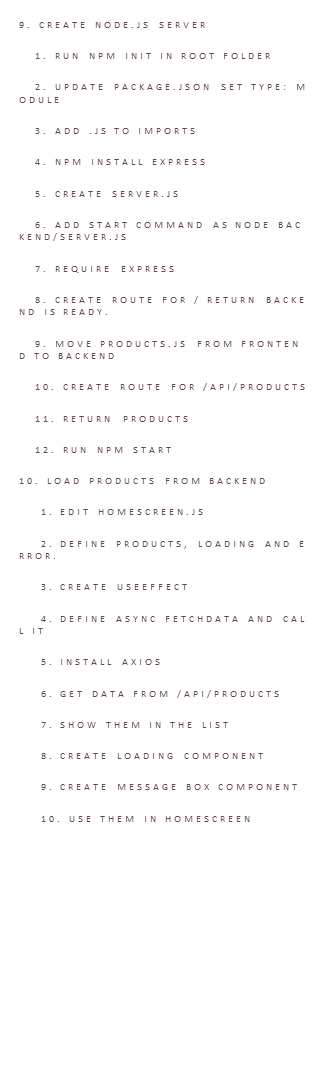 9. CREATE NODE.JS SERVER
1. RUN NPM INIT IN ROOT FOLDER
2. UPDATE PACKAGE.JSON SET TYPE: M
ODULE
3. ADD .JS TO IMPORTS
4. NPM INSTALL EXPRESS
5. CREATE SERVER.JS
6. ADD START COMMAND AS NODE BAC
KEND/SERVER.JS
7. REQUIRE EXPRESS
8. CREATE ROUTE FOR / RETURN BACKE
ND IS READY.
9. MOVE PRODUCTS.JS FROM FRONTEN
D TO BACKEND
10. CREATE ROUTE FOR /API/PRODUCTS
11. RETURN PRODUCTS
12. RUN NPM START
10. LOAD PRODUCTS FROM BACKEND
1. EDIT HOMESCREEN.JS
2. DEFINE PRODUCTS, LOADING AND E
RROR.
3. CREATE USEEFFECT
4. DEFINE ASYNC FETCHDATA AND CAL
L IT
5. INSTALL AXIOS
6. GET DATA FROM /API/PRODUCTS
7. SHOW THEM IN THE LIST
8. CREATE LOADING COMPONENT
9. CREATE MESSAGE BOX COMPONENT
10. USE THEM IN HOMESCREEN